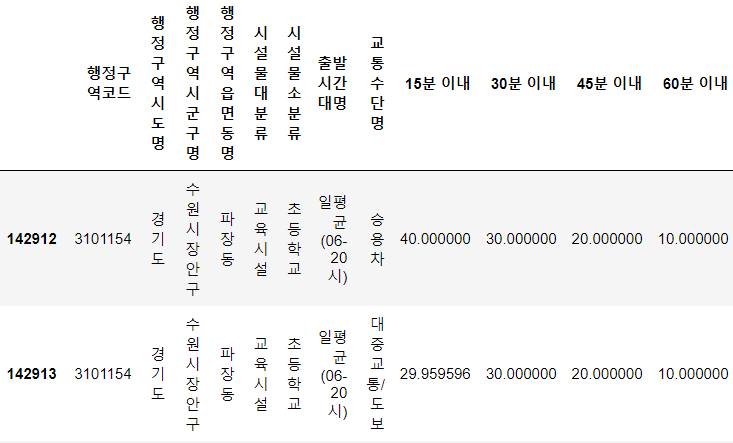 행정구역코드 행정구역시도명 행정구역시군구명 행정구역읍면동명 시설물대분류 시설물소분류 출발시간대명 교통수단명 15분 이내 30분 이내 45분 이내 60분 이내
142912 3101154 경기도 수원시장안구 파장동 교육시설 초등학교 일평균(06-20시) 승용차 40.000000 30.000000 20.000000 10.000000
142913 3101154 경기도 수원시장안구 파장동 교육시설 초등학교 일평균(06-20시) 대중교통/도보 29.959596 30.000000 20.000000 10.000000